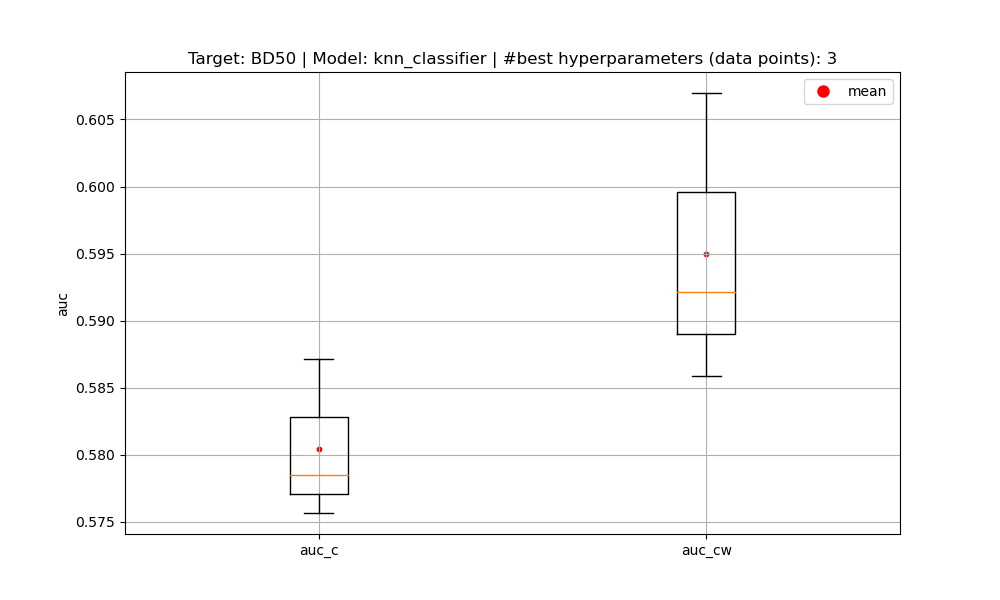 Target: BD50 | Model: knn_classifier | #best hyperparameters (data points): 3
mean
0.605
0.600
0.595
0.590
0.585
0.580
0.575
auc
auc_c
auc_cw